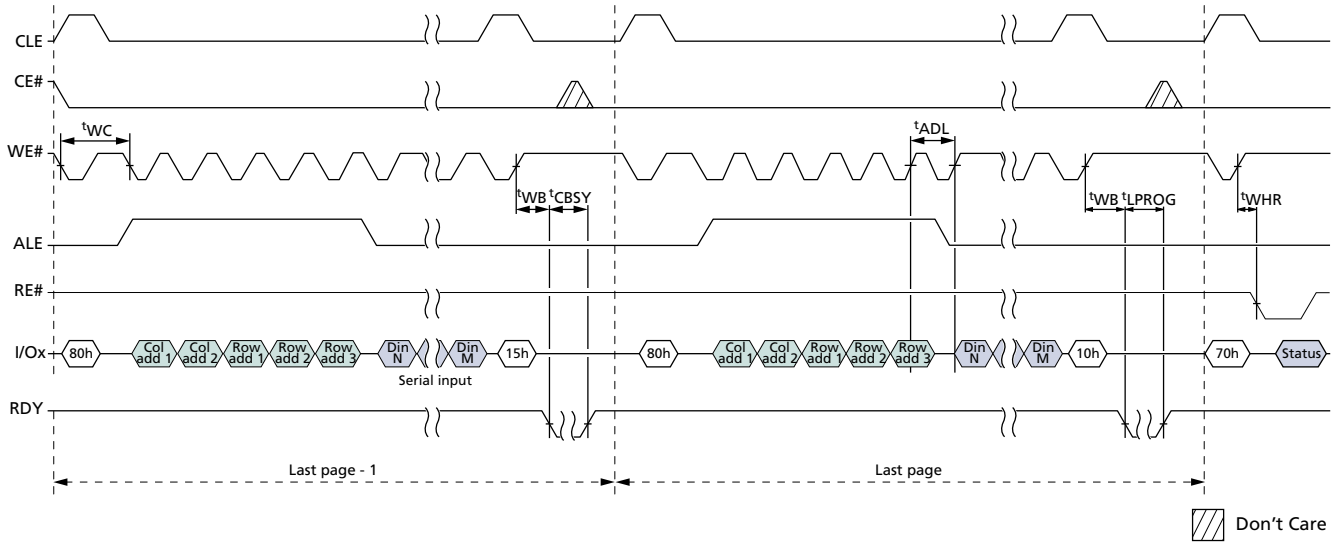 CLE
CE#
tWC
tADL
WE#
tWB tCBSY
tWB tLPROG
tWHR
ALE
RE#
I/Ox
80h
Col add 1
Col add 2
Row add 1
Row add 2
Row add 3
Din N
Din M
15h
80h
Col add 1
Col add 2
Row add 1
Row add 2
Row add 3
Din N
Din M
10h
70h
Status
Serial input
RDY
Last page - 1
Last page
Don't Care